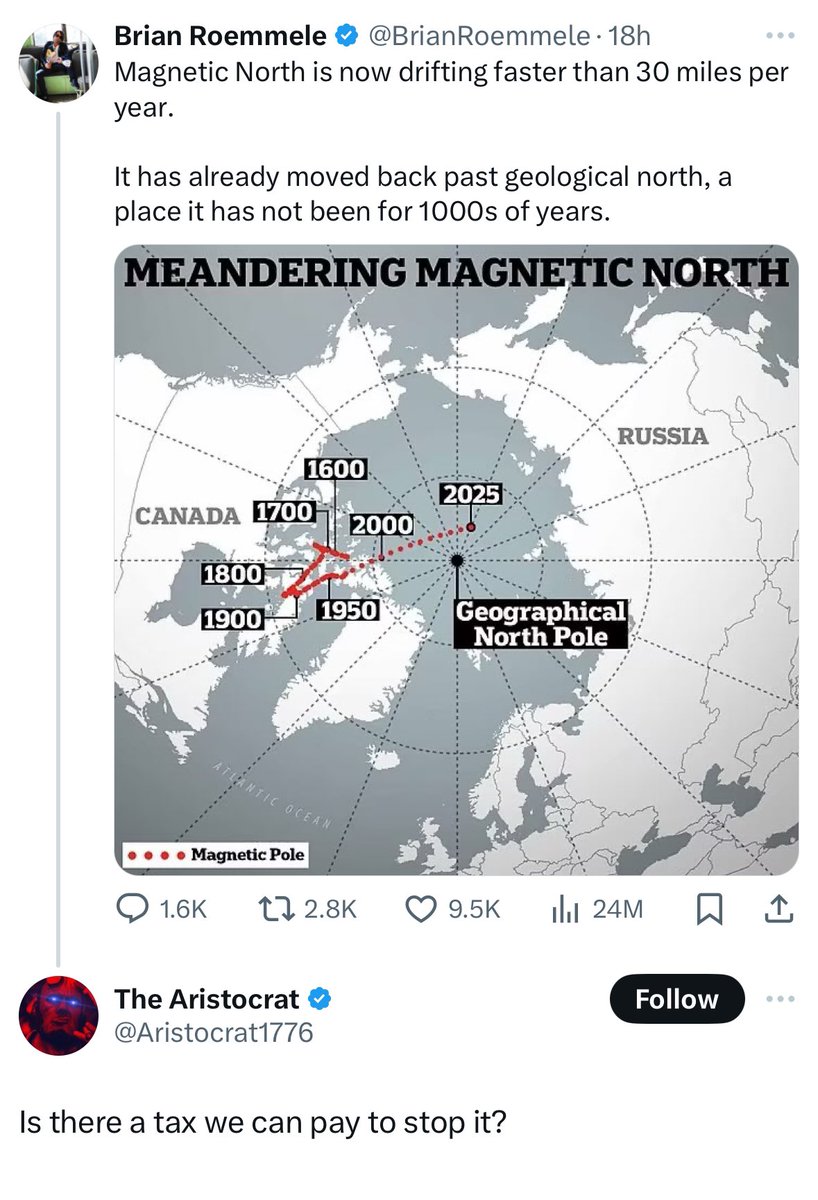 Brian Roemmele @BrianRoemmele · 18h
Magnetic North is now drifting faster than 30 miles per
year.
It has already moved back past geological north, a
place it has not been for 1000s of years.
MEANDERING MAGNETIC NORTH
RUSSIA
1600
2025
CANADA 1700
2000
1800
1900
1950
Geographical
North Pole
ATLANTIC OCEAN
Magnetic Pole
1.6K 2.8K 9.5K 24M
The Aristocrat
@Aristocrat1776
Follow
Is there a tax we can pay to stop it?